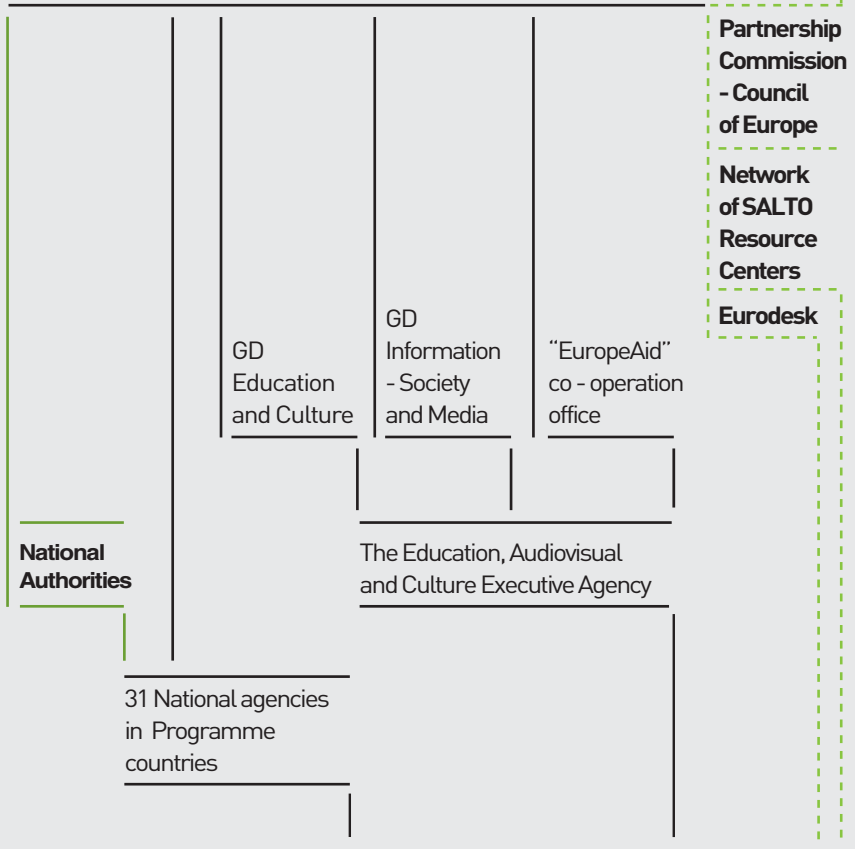 Partnership
Commission
- Council
of Europe
Network
of SALTO
Resource
Centers
Eurodesk
GD
Education
and Culture
GD
Information
- Society
and Media
“EuropeAid”
co - operation
office
National
Authorities
The Education, Audiovisual
and Culture Executive Agency
31 National agencies
in Programme
countries